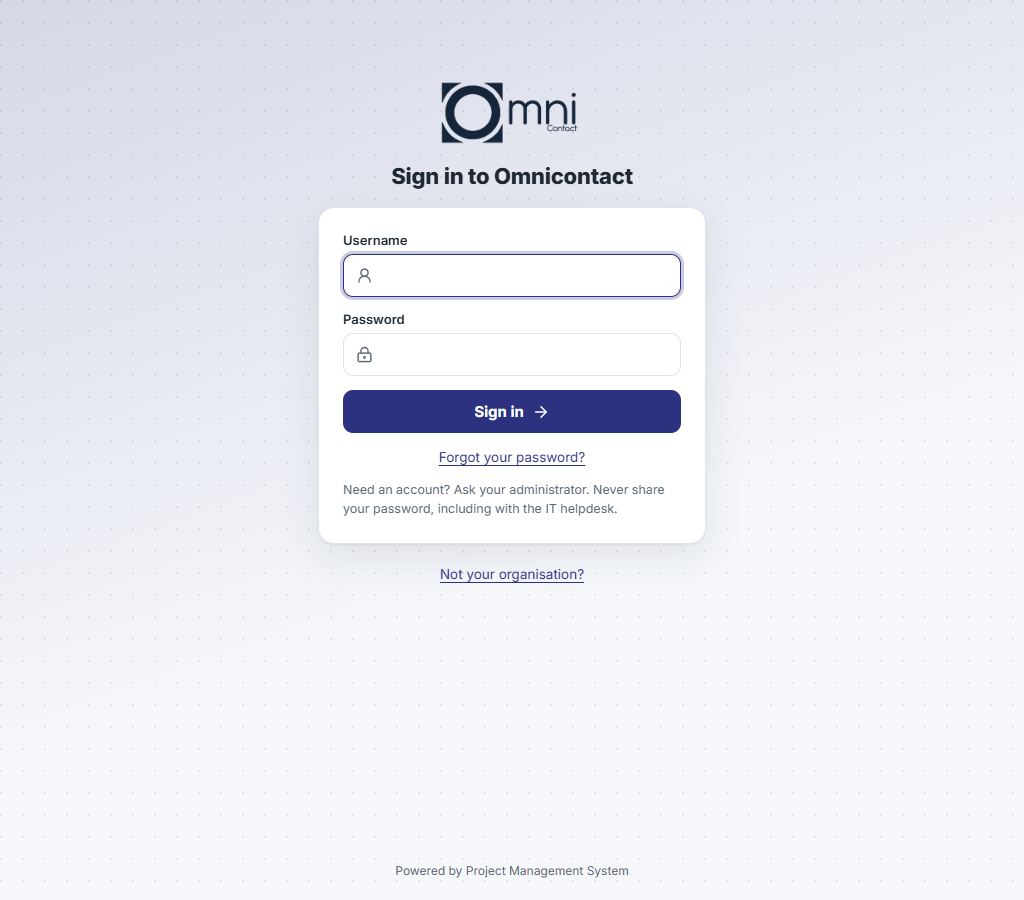 Omni
Contact
Sign in to Omnicontact
Username
Password
Sign in
Forgot your password?
Need an account? Ask your administrator. Never share
your password, including with the IT helpdesk.
Not your organisation?
Powered by Project Management System